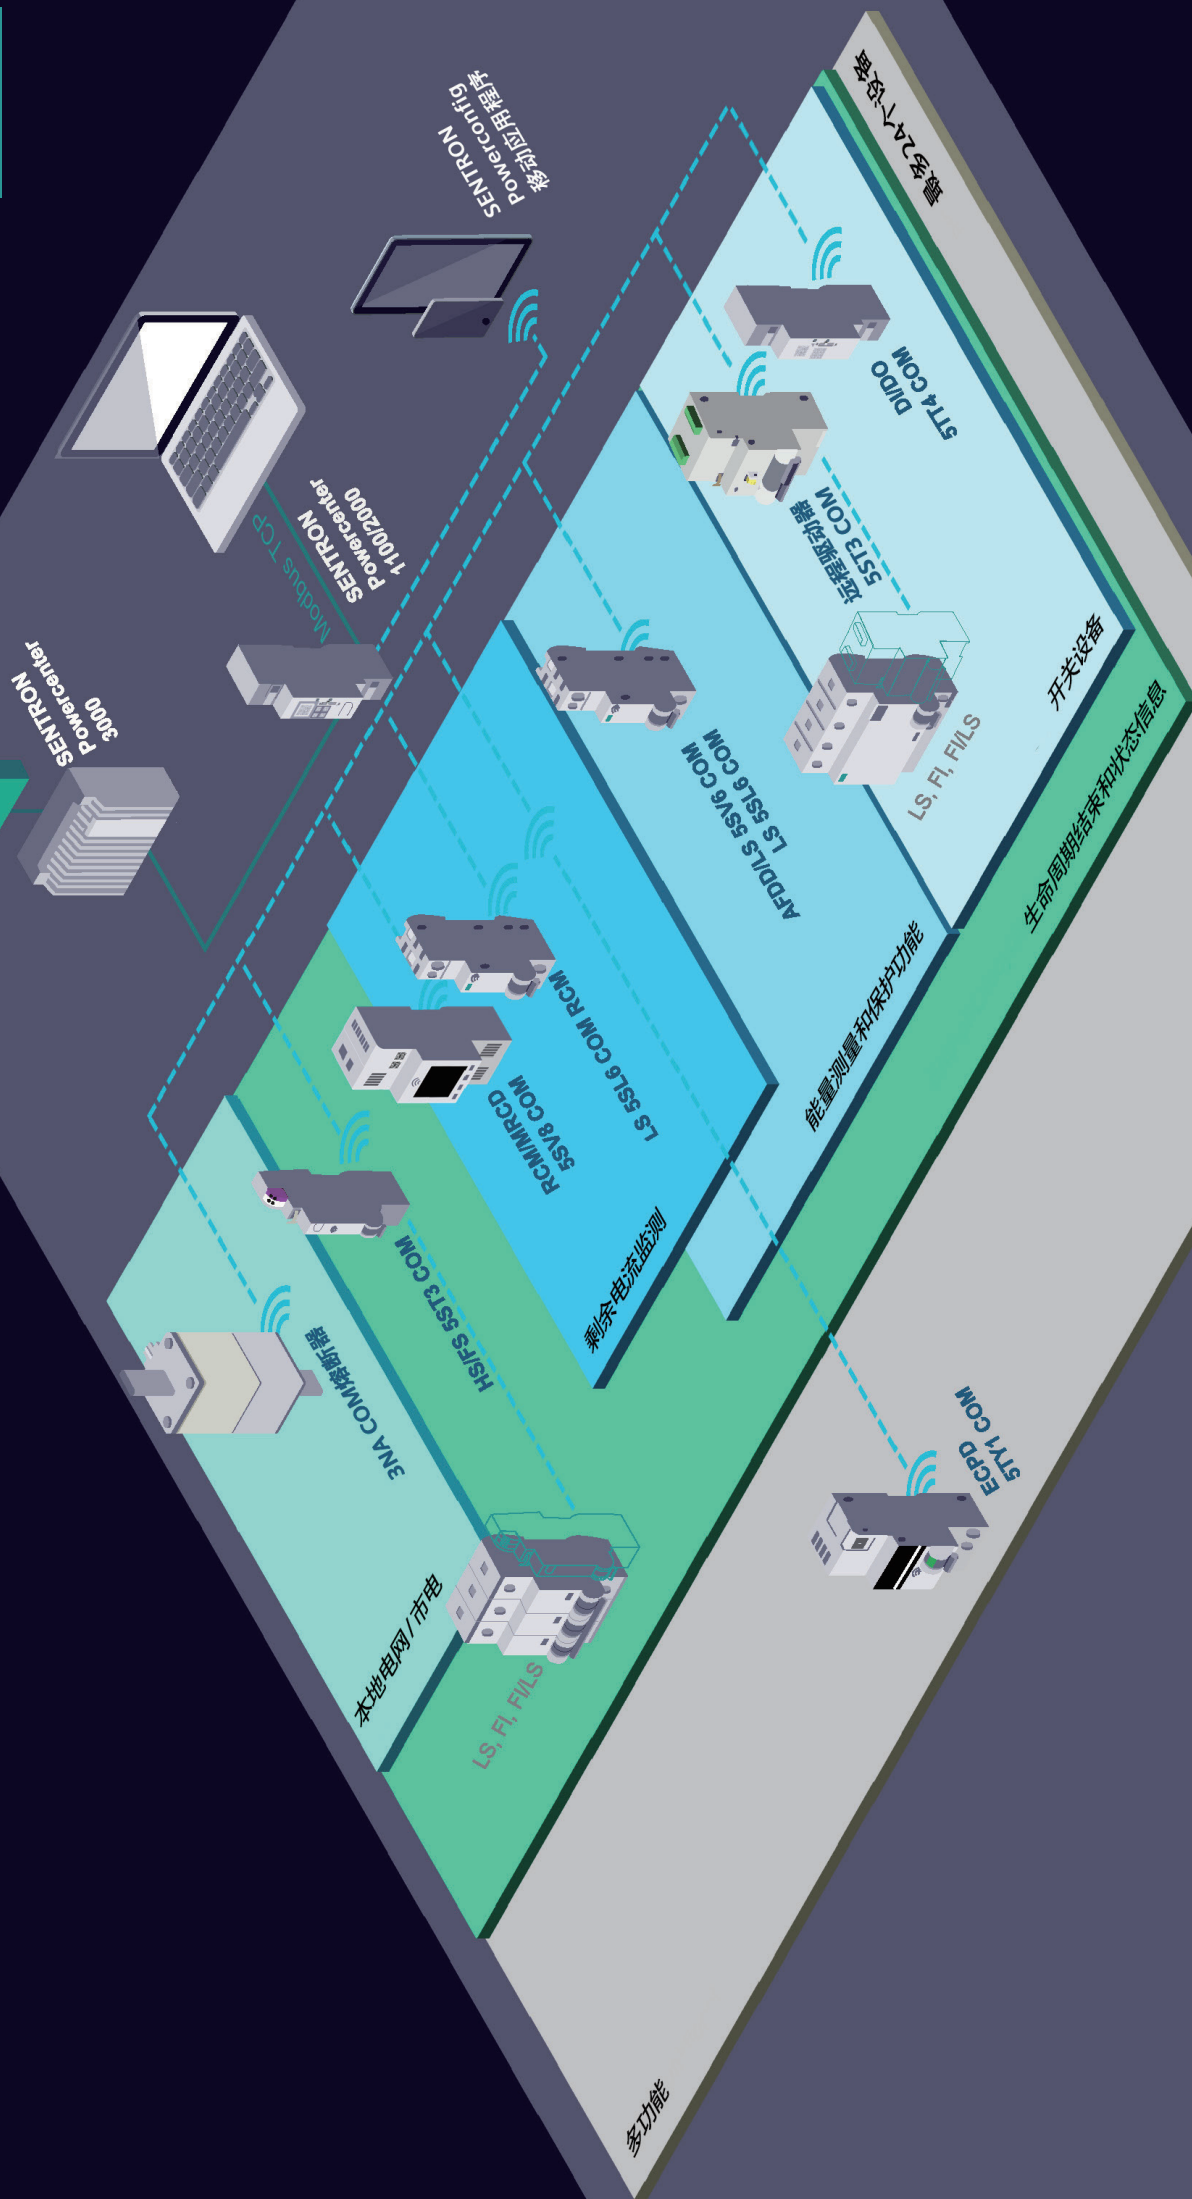 SENTRON
Powercenter
3000
Modbus TCP
SENTRON
Powercenter
1100/2000
SENTRON
Powerconfig
移动应用程序
最多24个设备
DI/DO
5TT4 COM
远程驱动器
5ST3 COM
LS, FI, FI/LS
开关设备
AFDD/LS 5SV6 COM
LS 5SL6 COM
能量测量和保护功能
生命周期结束和状态信息
LS 5SL6 COM RCM
RCM/MRCD
5SV8 COM
剩余电流监测
HS/FS 5ST3 COM
LS, FI, FI/LS
3NA COM熔断器
本地电网/市电
ECPD
5TY1 COM
多功能